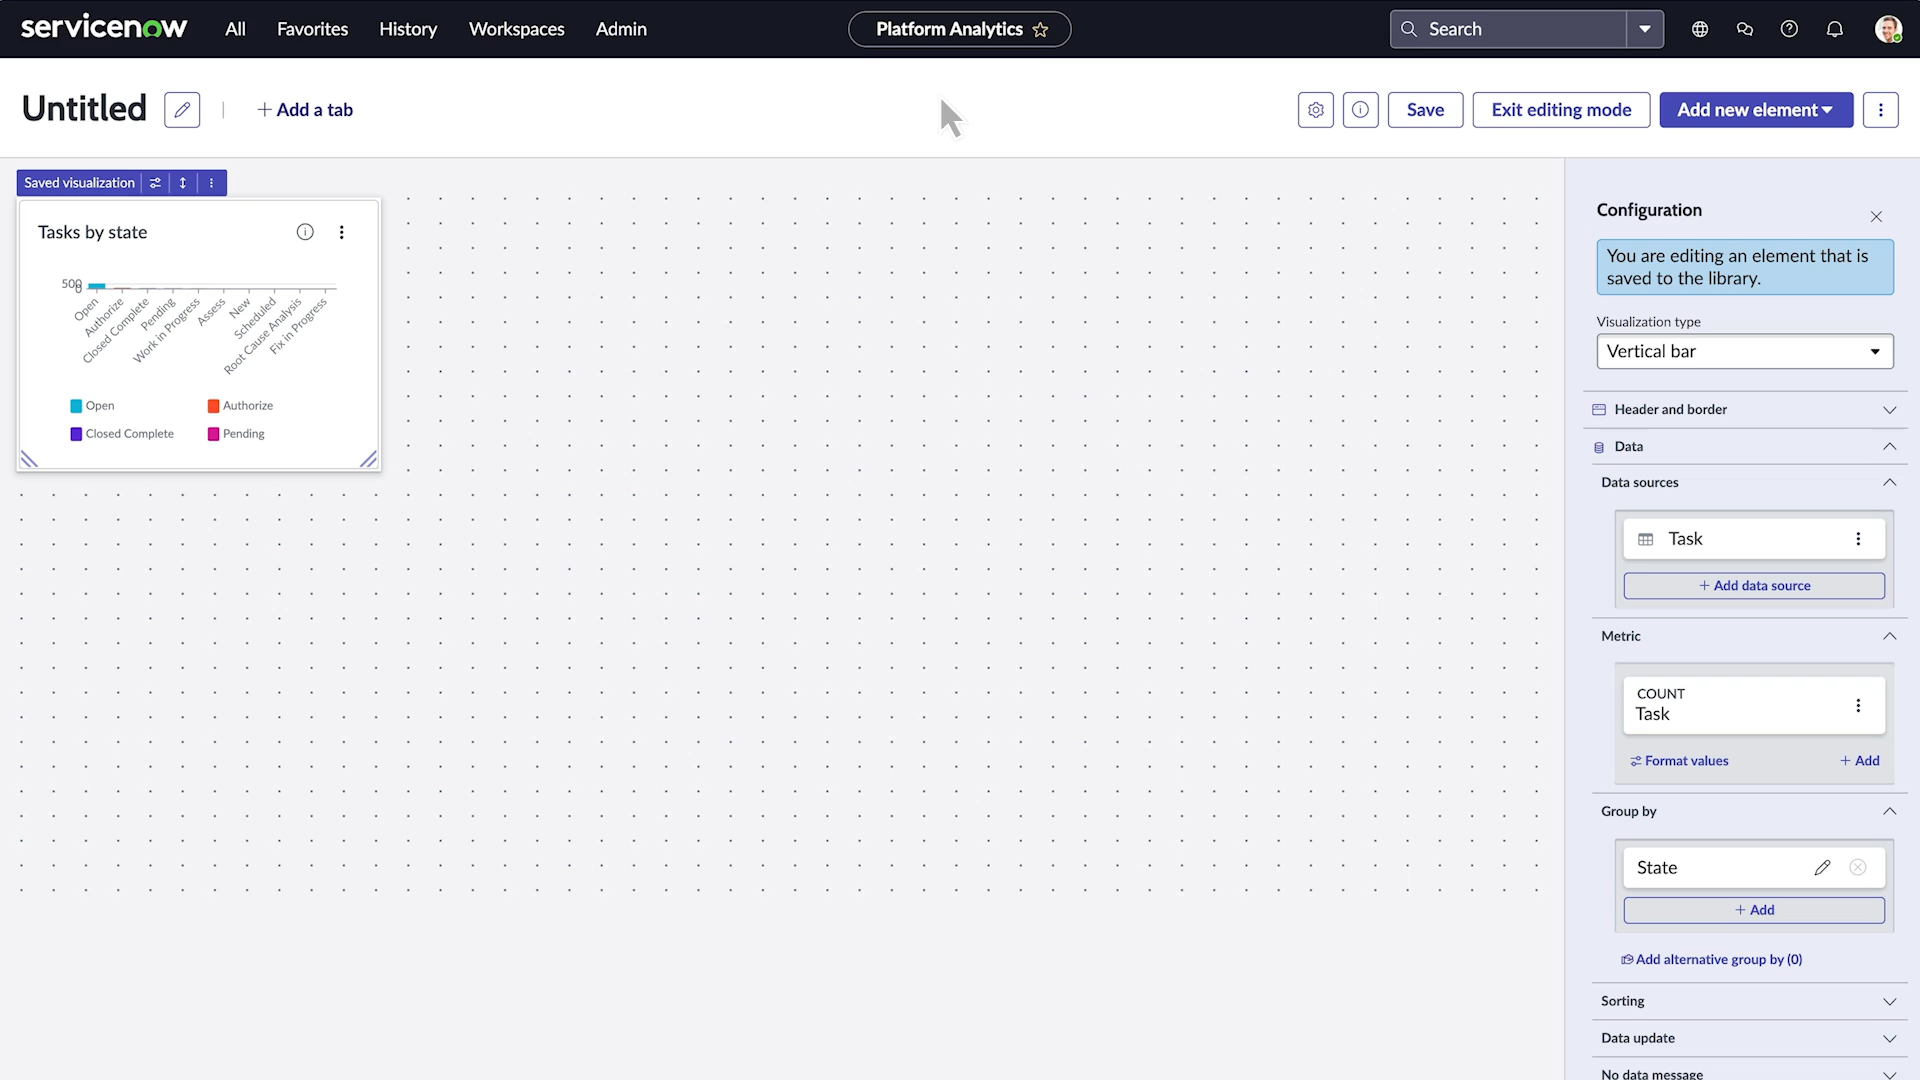 servicenow
All
Favorites
History
Workspaces
Admin
Platform Analytics
Search
Untitled
+ Add a tab
Save
Exit editing mode
Add new element
Saved visualization
Tasks by state
500
0
Open
Authorize
Closed Complete
Pending
Work in Progress
Assess
New
Scheduled
Root Cause Analysis
Fix in Progress
Open
Authorize
Closed Complete
Pending
Configuration
You are editing an element that is
saved to the library.
Visualization type
Vertical bar
Header and border
Data
Data sources
Task
+ Add data source
Metric
COUNT
Task
Format values
+ Add
Group by
State
+ Add
Add alternative group by (0)
Sorting
Data update
No data message